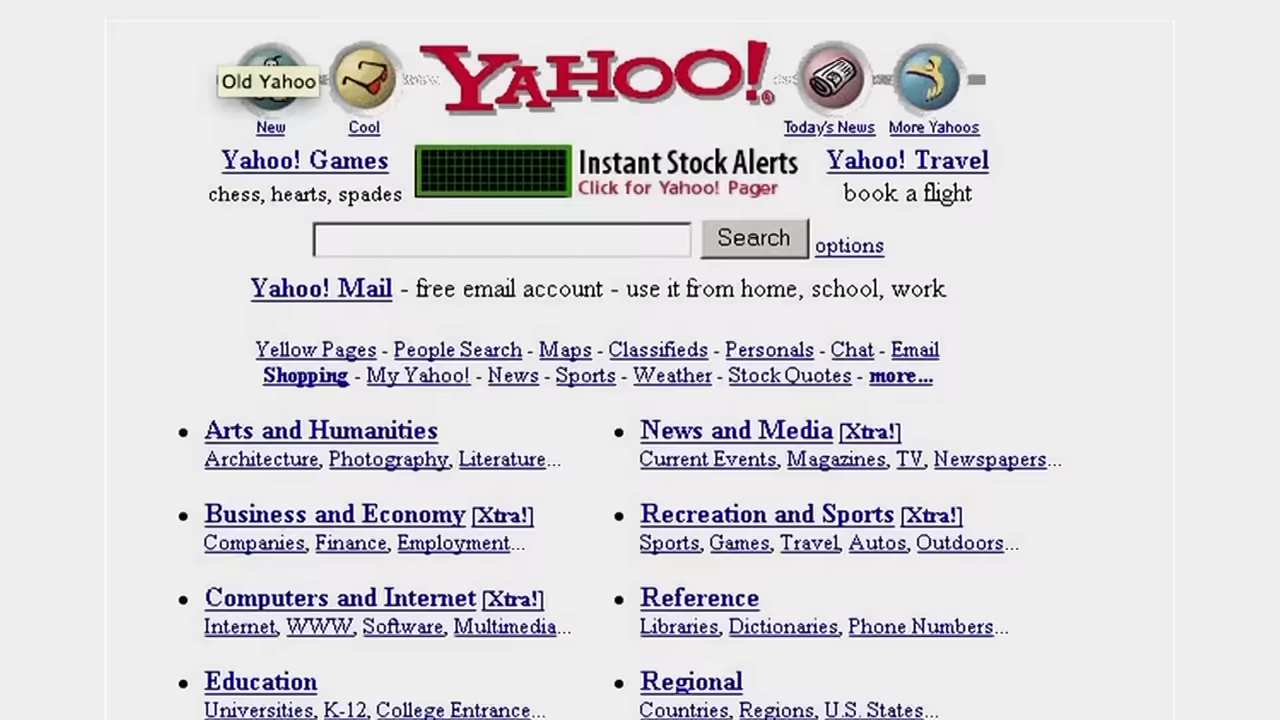 Old Yahoo
YAHOO!
New
Cool
Today's News
More Yahoos
Yahoo! Games
chess, hearts, spades
Instant Stock Alerts
Click for Yahoo! Pager
Yahoo! Travel
book a flight
Search
options
Yahoo! Mail - free email account - use it from home, school, work
Yellow Pages - People Search - Maps - Classifieds - Personals - Chat - Email
Shopping - My Yahoo! - News - Sports - Weather - Stock Quotes - more...
Arts and Humanities
Architecture, Photography, Literature...
News and Media [Xtra!]
Current Events, Magazines, TV, Newspapers...
Business and Economy [Xtra!]
Companies, Finance, Employment...
Recreation and Sports [Xtra!]
Sports, Games, Travel, Autos, Outdoors...
Computers and Internet [Xtra!]
Internet, WWW, Software, Multimedia...
Reference
Libraries, Dictionaries, Phone Numbers...
Education
Universities, K-12, College Entrance...
Regional
Countries, Regions, U.S. States...